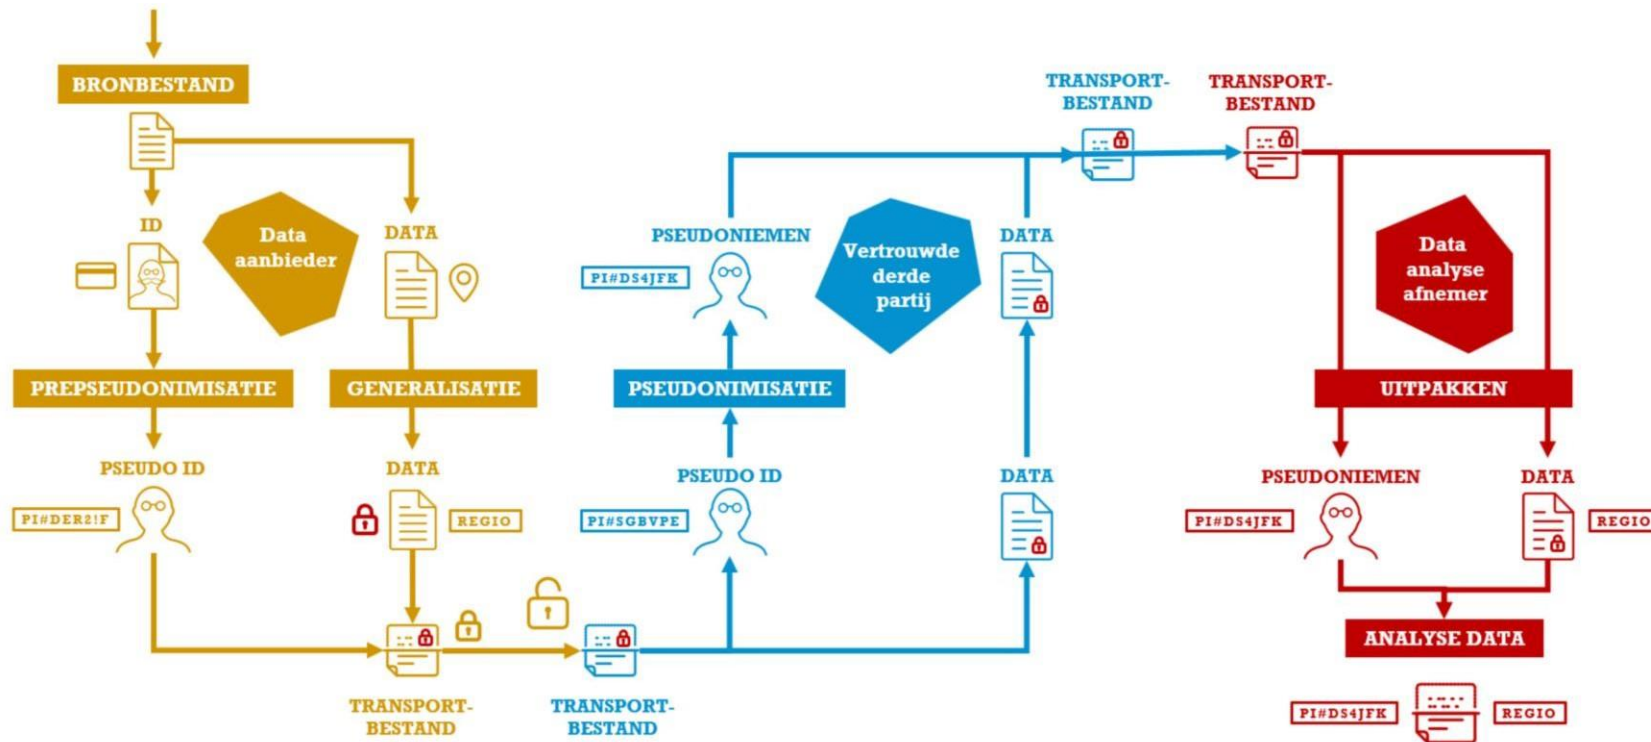 BRONBESTAND
ID
Data
aanbieder
DATA
PREPSEUDONIMISATIE
GENERALISATIE
PSEUDO ID
PI#DER2!F
DATA
REGIO
TRANSPORT-
BESTAND
TRANSPORT-
BESTAND
PSEUDO ID
PI#SGBVPE
DATA
PSEUDONIMISATIE
PSEUDONIEMEN
PI#DS4JFK
Vertrouwde
derde
partij
DATA
TRANSPORT-
BESTAND
TRANSPORT-
BESTAND
Data
analyse
afnemer
UITPAKKEN
PSEUDONIEMEN
PI#DS4JFK
DATA
REGIO
ANALYSE DATA
PI#DS4JFK
REGIO